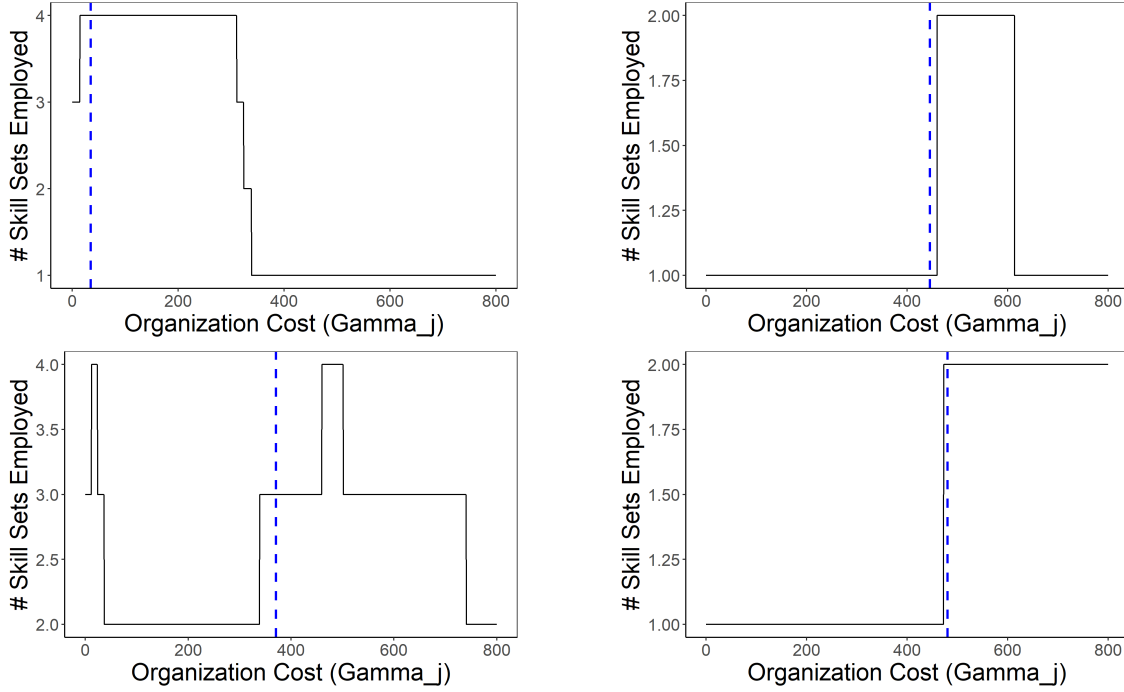 # Skill Sets Employed
4
3
2
1
0 200 400 600 800
Organization Cost (Gamma_j)
# Skill Sets Employed
2.00
1.75
1.50
1.25
1.00
0 200 400 600 800
Organization Cost (Gamma_j)
# Skill Sets Employed
4.0
3.5
3.0
2.5
2.0
0 200 400 600 800
Organization Cost (Gamma_j)
# Skill Sets Employed
2.00
1.75
1.50
1.25
1.00
0 200 400 600 800
Organization Cost (Gamma_j)